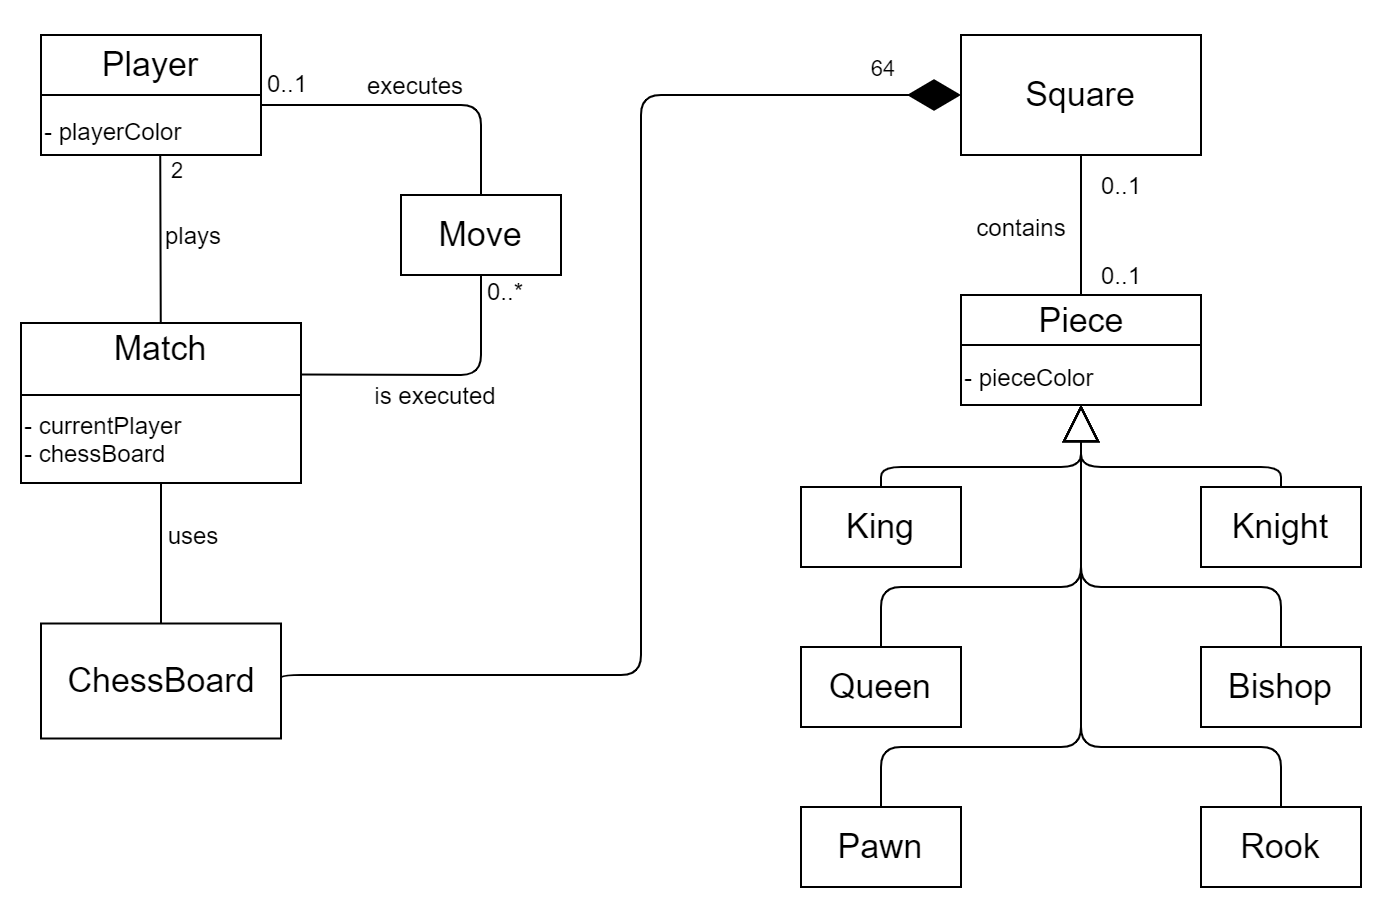 Player
- playerColor
0..1
executes
2
plays
Move
0..*
is executed
Match
- currentPlayer
- chessBoard
uses
ChessBoard
64
Square
0..1
contains
0..1
Piece
- pieceColor
King
Knight
Queen
Bishop
Pawn
Rook